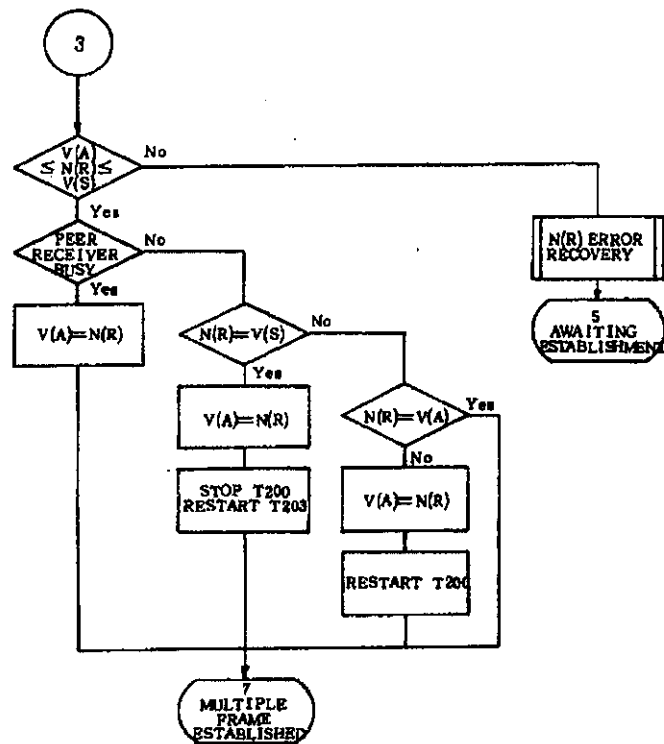 3
V(A)
≤ N(R) ≤
V(S)
No
Yes
PEER
RECEIVER
BUSY
No
Yes
V(A)=N(R)
N(R) ERROR
RECOVERY
5
AWAITING
ESTABLISHMENT
N(R)=V(S)
No
Yes
V(A)=N(R)
STOP T200
RESTART T203
N(R)=V(A)
Yes
No
V(A)=N(R)
RESTART T200
7
MULTIPLE
FRAME
ESTABLISHED